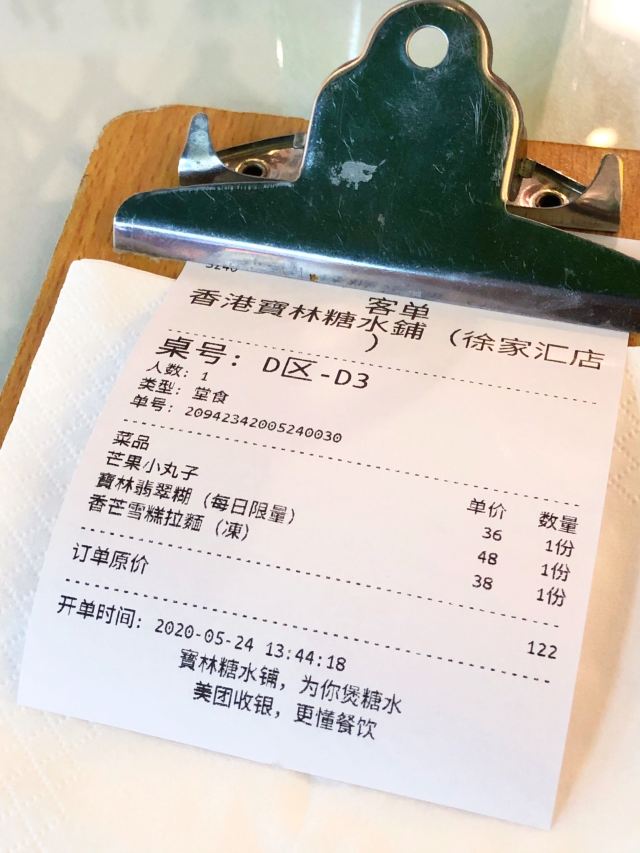 客单
香港寶林糖水鋪 (徐家汇店
)
桌号: D区-D3
人数: 1
类型: 堂食
单号: 20942342005240030
菜品 单价 数量
芒果小丸子 36 1份
寶林翡翠糊 (每日限量) 48 1份
香芒雪糕拉麵 (凍) 38 1份
订单原价 122
开单时间: 2020-05-24 13:44:18
寶林糖水铺, 为你煲糖水
美团收银, 更懂餐饮